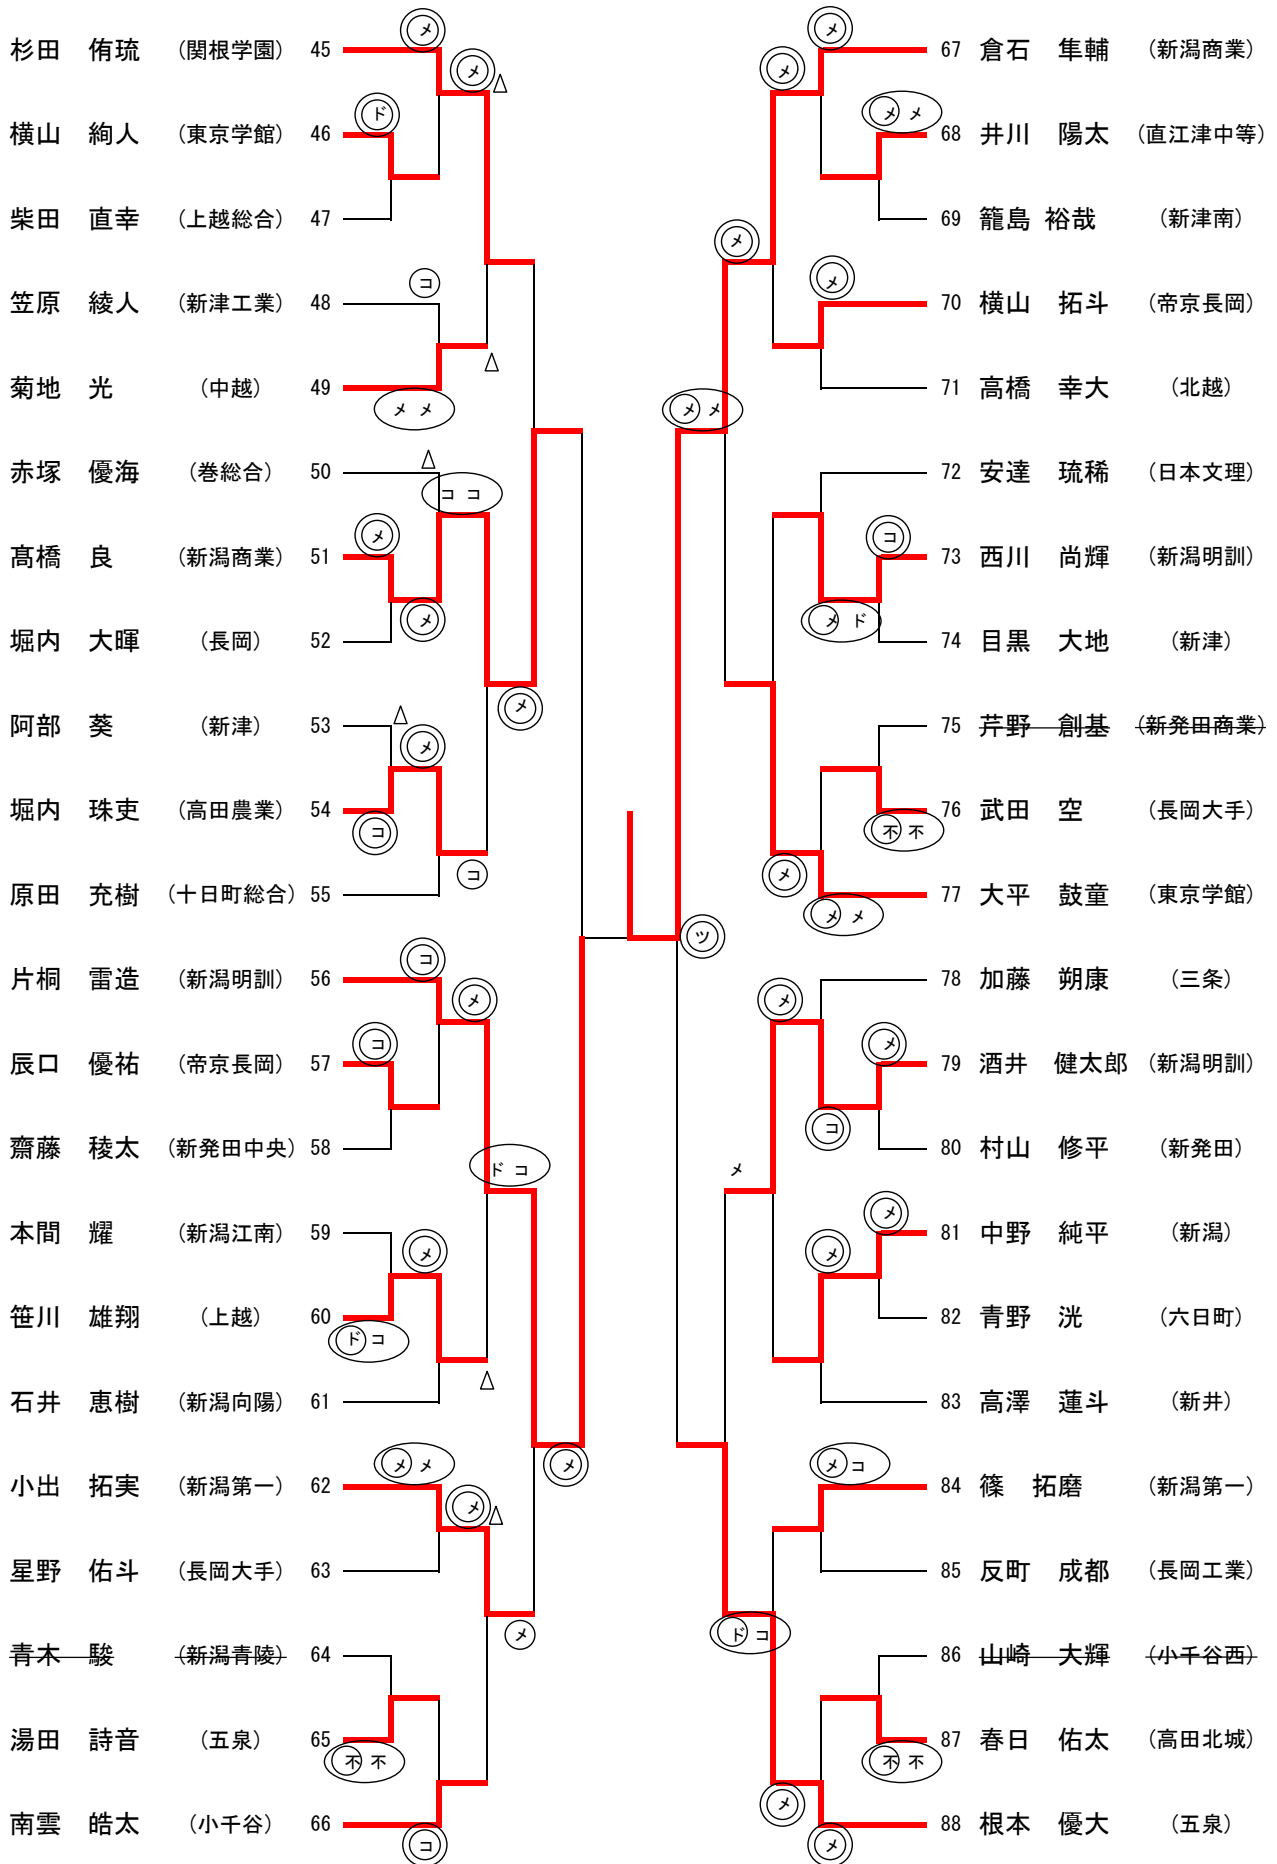 メ メ
杉田 侑琉 (関根学園) 45 67 倉石 隼輔 (新潟商業)
メ △ メ
ド メ メ
横山 絢人 (東京学館) 46 68 井川 陽太 (直江津中等)
柴田 直幸 (上越総合) 47 69 籠島 裕哉 (新津南)
メ
コ メ
笠原 綾人 (新津工業) 48 70 横山 拓斗 (帝京長岡)
△
菊地 光 (中越) 49 71 高橋 幸大 (北越)
メ メ メ メ
△
赤塚 優海 (巻総合) 50 72 安達 琉稀 (日本文理)
コ コ
メ コ
髙橋 良 (新潟商業) 51 73 西川 尚輝 (新潟明訓)
メ メ ド
堀内 大暉 (長岡) 52 74 目黒 大地 (新津)
メ
△
阿部 葵 (新津) 53 75 芹野 創基 (新発田商業)
メ
堀内 珠吏 (高田農業) 54 76 武田 空 (長岡大手)
コ 不 不
コ メ
原田 充樹 (十日町総合) 55 77 大平 鼓童 (東京学館)
メ メ
ツ
コ
片桐 雷造 (新潟明訓) 56 78 加藤 朔康 (三条)
メ メ
コ メ
辰口 優祐 (帝京長岡) 57 79 酒井 健太郎 (新潟明訓)
コ
齋藤 稜太 (新発田中央) 58 80 村山 修平 (新発田)
ド コ メ
メ
本間 耀 (新潟江南) 59 81 中野 純平 (新潟)
メ メ
笹川 雄翔 (上越) 60 82 青野 洸 (六日町)
ド コ
△
石井 恵樹 (新潟向陽) 61 83 高澤 蓮斗 (新井)
メ メ メ メ コ
小出 拓実 (新潟第一) 62 84 篠 拓磨 (新潟第一)
メ △
星野 佑斗 (長岡大手) 63 85 反町 成都 (長岡工業)
メ ド コ
青木 駿 (新潟青陵) 64 86 山崎 大輝 (小千谷西)
湯田 詩音 (五泉) 65 87 春日 佑太 (高田北城)
不 不 不 不
メ
南雲 皓太 (小千谷) 66 88 根本 優大 (五泉)
コ メ